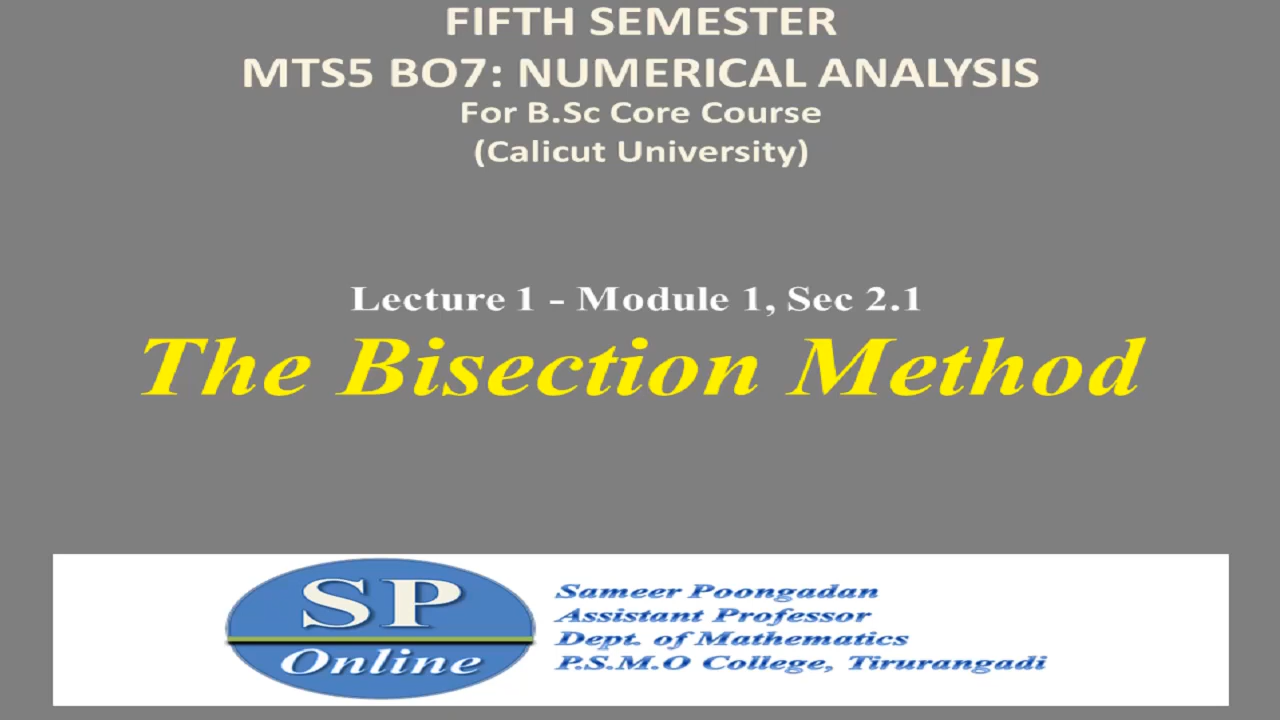 FIFTH SEMESTER
MTS5 BO7: NUMERICAL ANALYSIS
For B.Sc Core Course
(Calicut University)
Lecture 1 - Module 1, Sec 2.1
The Bisection Method
SP
Online
Sameer Poongadan
Assistant Professor
Dept. of Mathematics
P.S.M.O College, Tirurangadi